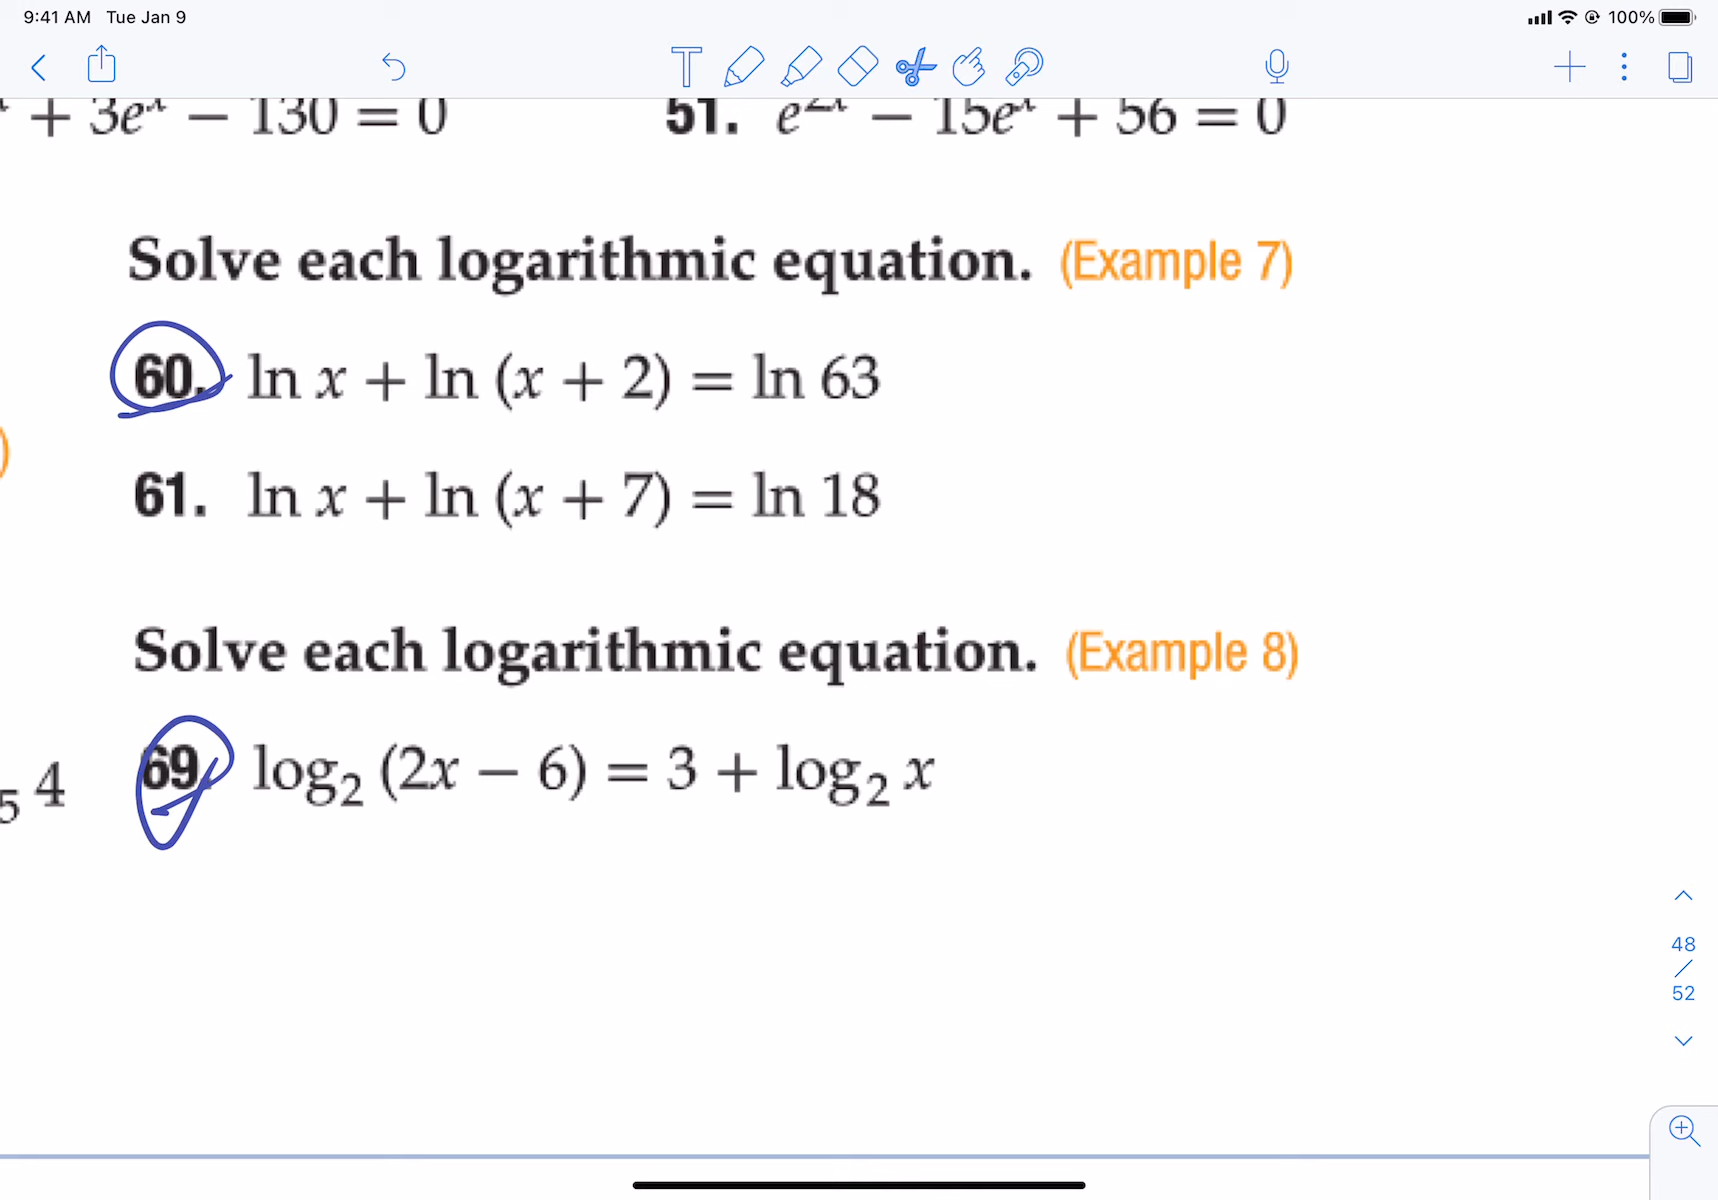 9:41 AM Tue Jan 9 100%
T
+ 3eˣ − 130 = 0 51. e²ˣ − 15eˣ + 56 = 0
Solve each logarithmic equation. (Example 7)
60. ln x + ln (x + 2) = ln 63
)
61. ln x + ln (x + 7) = ln 18
Solve each logarithmic equation. (Example 8)
₅ 4 69. log₂ (2x − 6) = 3 + log₂ x
48
/
52